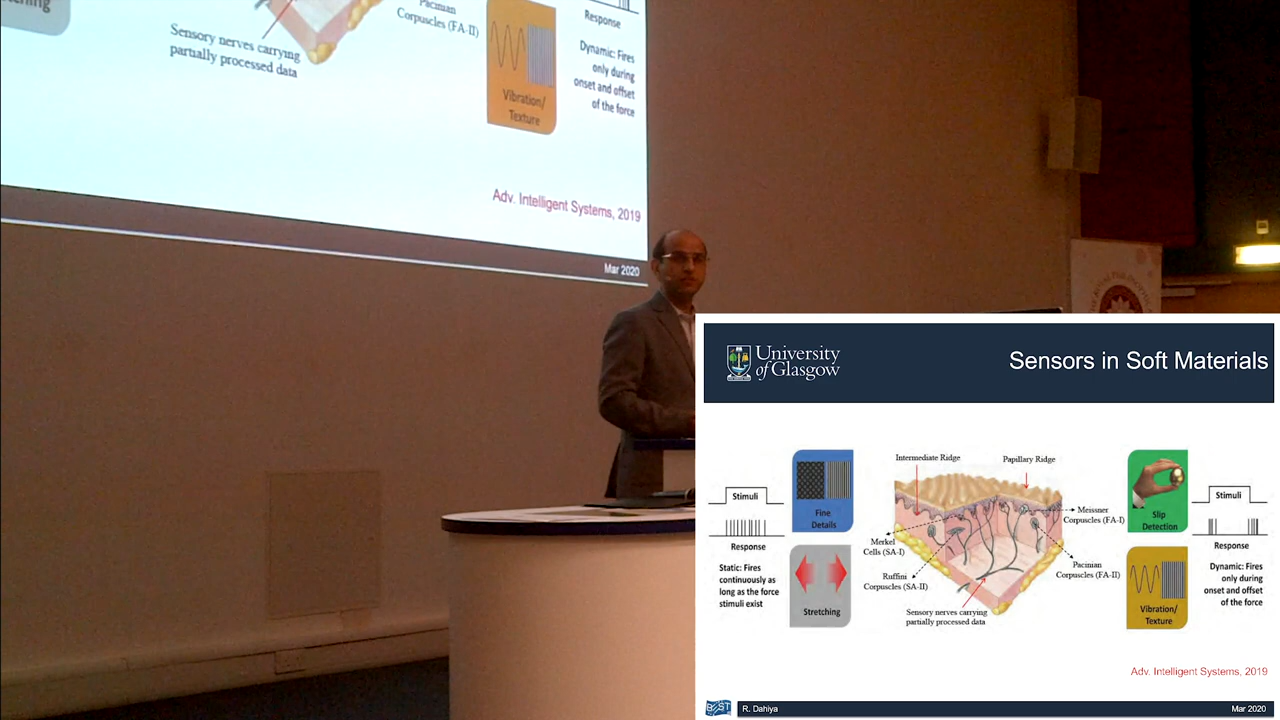 Sensory nerves carrying
partially processed data
Pacinian
Corpuscles (FA-II)
Vibration/
Texture
Response
Dynamic: Fires
only during
onset and offset
of the force
Adv. Intelligent Systems, 2019
Mar 2020
University
of Glasgow
Sensors in Soft Materials
Stimuli
Response
Static: Fires
continuously as
long as the force
stimuli exist
Fine
Details
Stretching
Intermediate Ridge
Papillary Ridge
Merkel
Cells (SA-I)
Ruffini
Corpuscles (SA-II)
Sensory nerves carrying
partially processed data
Meissner
Corpuscles (FA-I)
Pacinian
Corpuscles (FA-II)
Slip
Detection
Vibration/
Texture
Stimuli
Response
Dynamic: Fires
only during
onset and offset
of the force
Adv. Intelligent Systems, 2019
R. Dahiya
Mar 2020